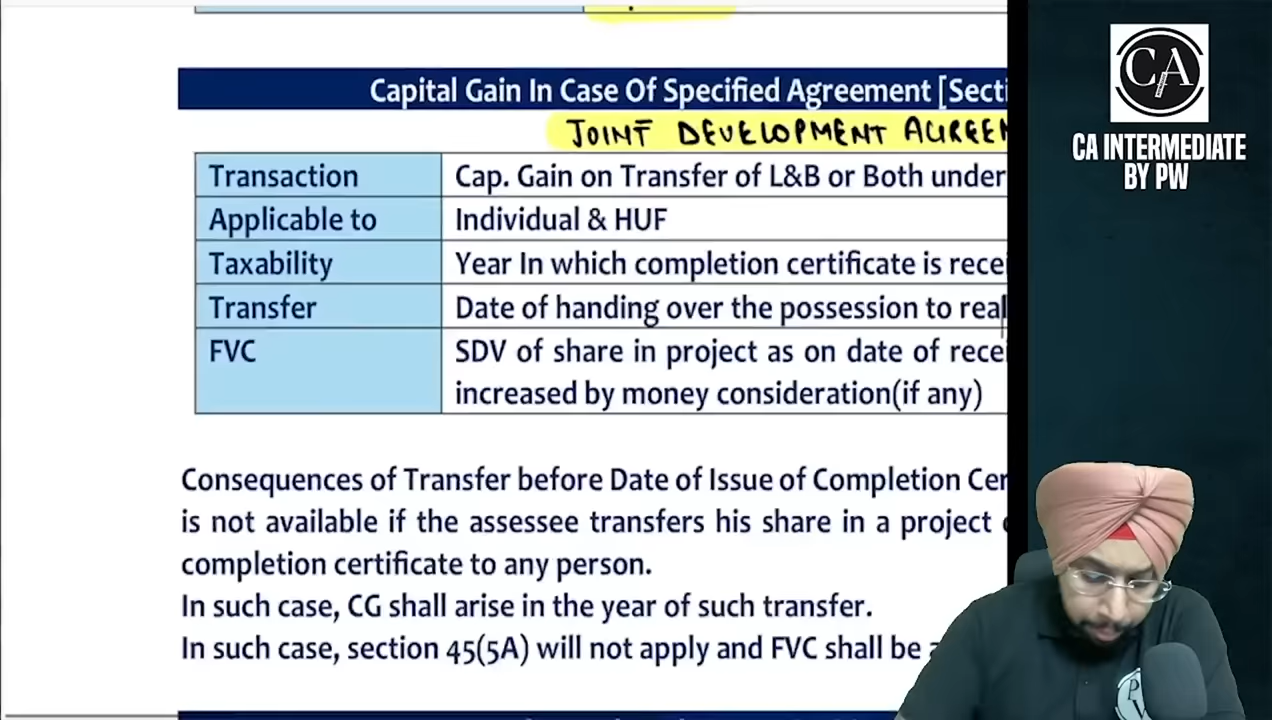 Capital Gain In Case Of Specified Agreement [Secti
JOINT DEVELOPMENT AGREEM
Transaction Cap. Gain on Transfer of L&B or Both under
Applicable to Individual & HUF
Taxability Year In which completion certificate is recei
Transfer Date of handing over the possession to real
FVC SDV of share in project as on date of recei
increased by money consideration(if any)
Consequences of Transfer before Date of Issue of Completion Cer
is not available if the assessee transfers his share in a project
completion certificate to any person.
In such case, CG shall arise in the year of such transfer.
In such case, section 45(5A) will not apply and FVC shall be
CA
CA INTERMEDIATE
BY PW